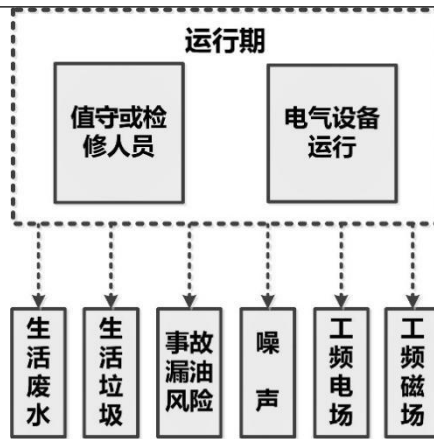 运行期
值守或检
修人员
电气设备
运行
生活废水
生活垃圾
事故
漏油
风险
噪声
工频电场
工频磁场